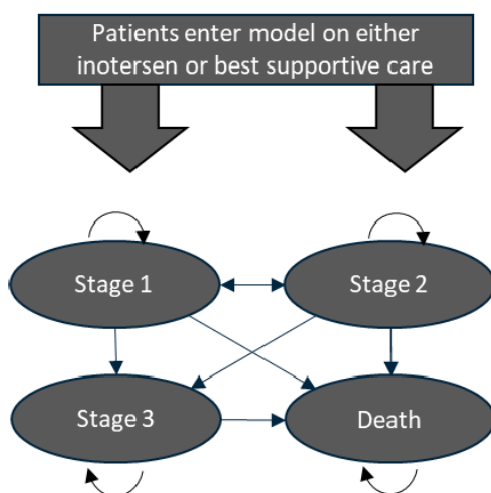 Patients enter model on either
inotersen or best supportive care
Stage 1
Stage 2
Stage 3
Death